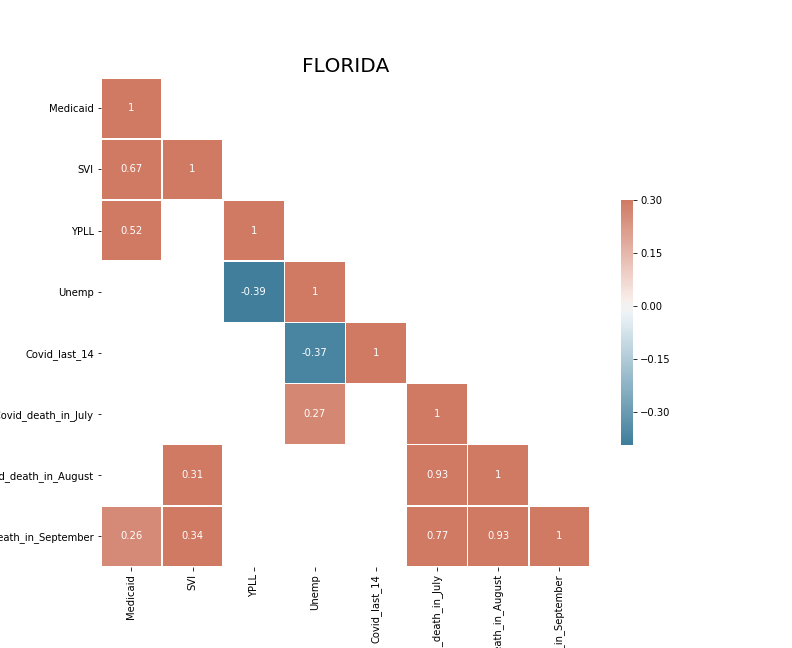 FLORIDA
Medicaid 1
SVI 0.67 1
YPLL 0.52 1
Unemp -0.39 1
Covid_last_14 -0.37 1
ovid_death_in_July 0.27 1
d_death_in_August 0.31 0.93 1
eath_in_September 0.26 0.34 0.77 0.93 1
Medicaid
SVI
YPLL
Unemp
Covid_last_14
_death_in_July
eath_in_August
_in_September
0.30
0.15
0.00
-0.15
-0.30